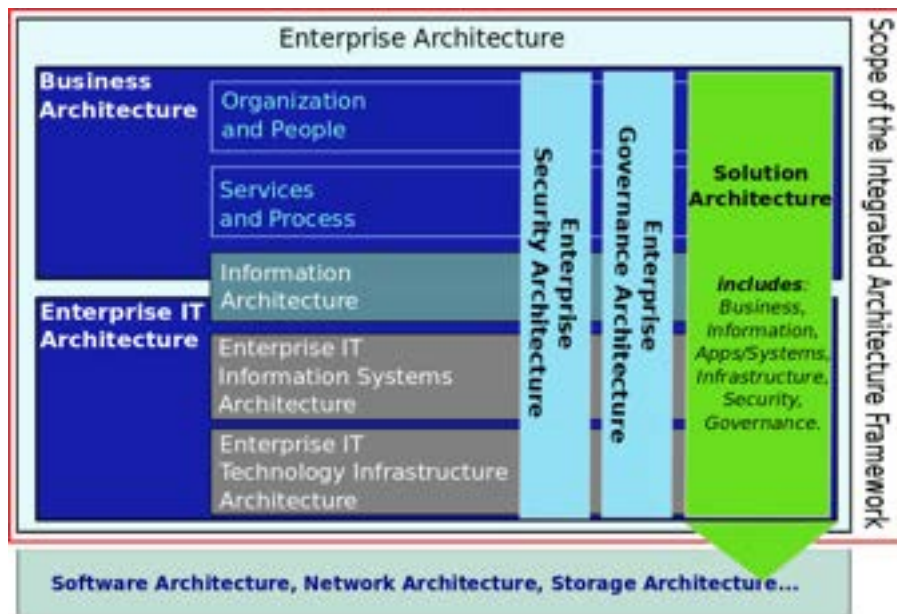 Enterprise Architecture
Business
Architecture
Organization
and People
Services
and Process
Information
Architecture
Enterprise IT
Architecture
Enterprise IT
Information Systems
Architecture
Enterprise IT
Technology Infrastructure
Architecture
Enterprise
Security Architecture
Enterprise
Governance Architecture
Solution
Architecture
includes:
Business,
Information,
Apps/Systems,
Infrastructure,
Security,
Governance.
Scope of the Integrated Architecture Framework
Software Architecture, Network Architecture, Storage Architecture...